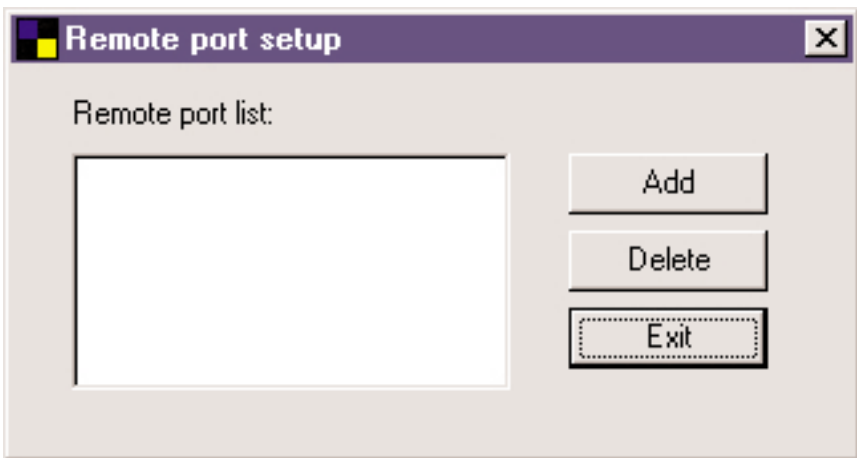 Remote port setup
Remote port list:
Add
Delete
Exit